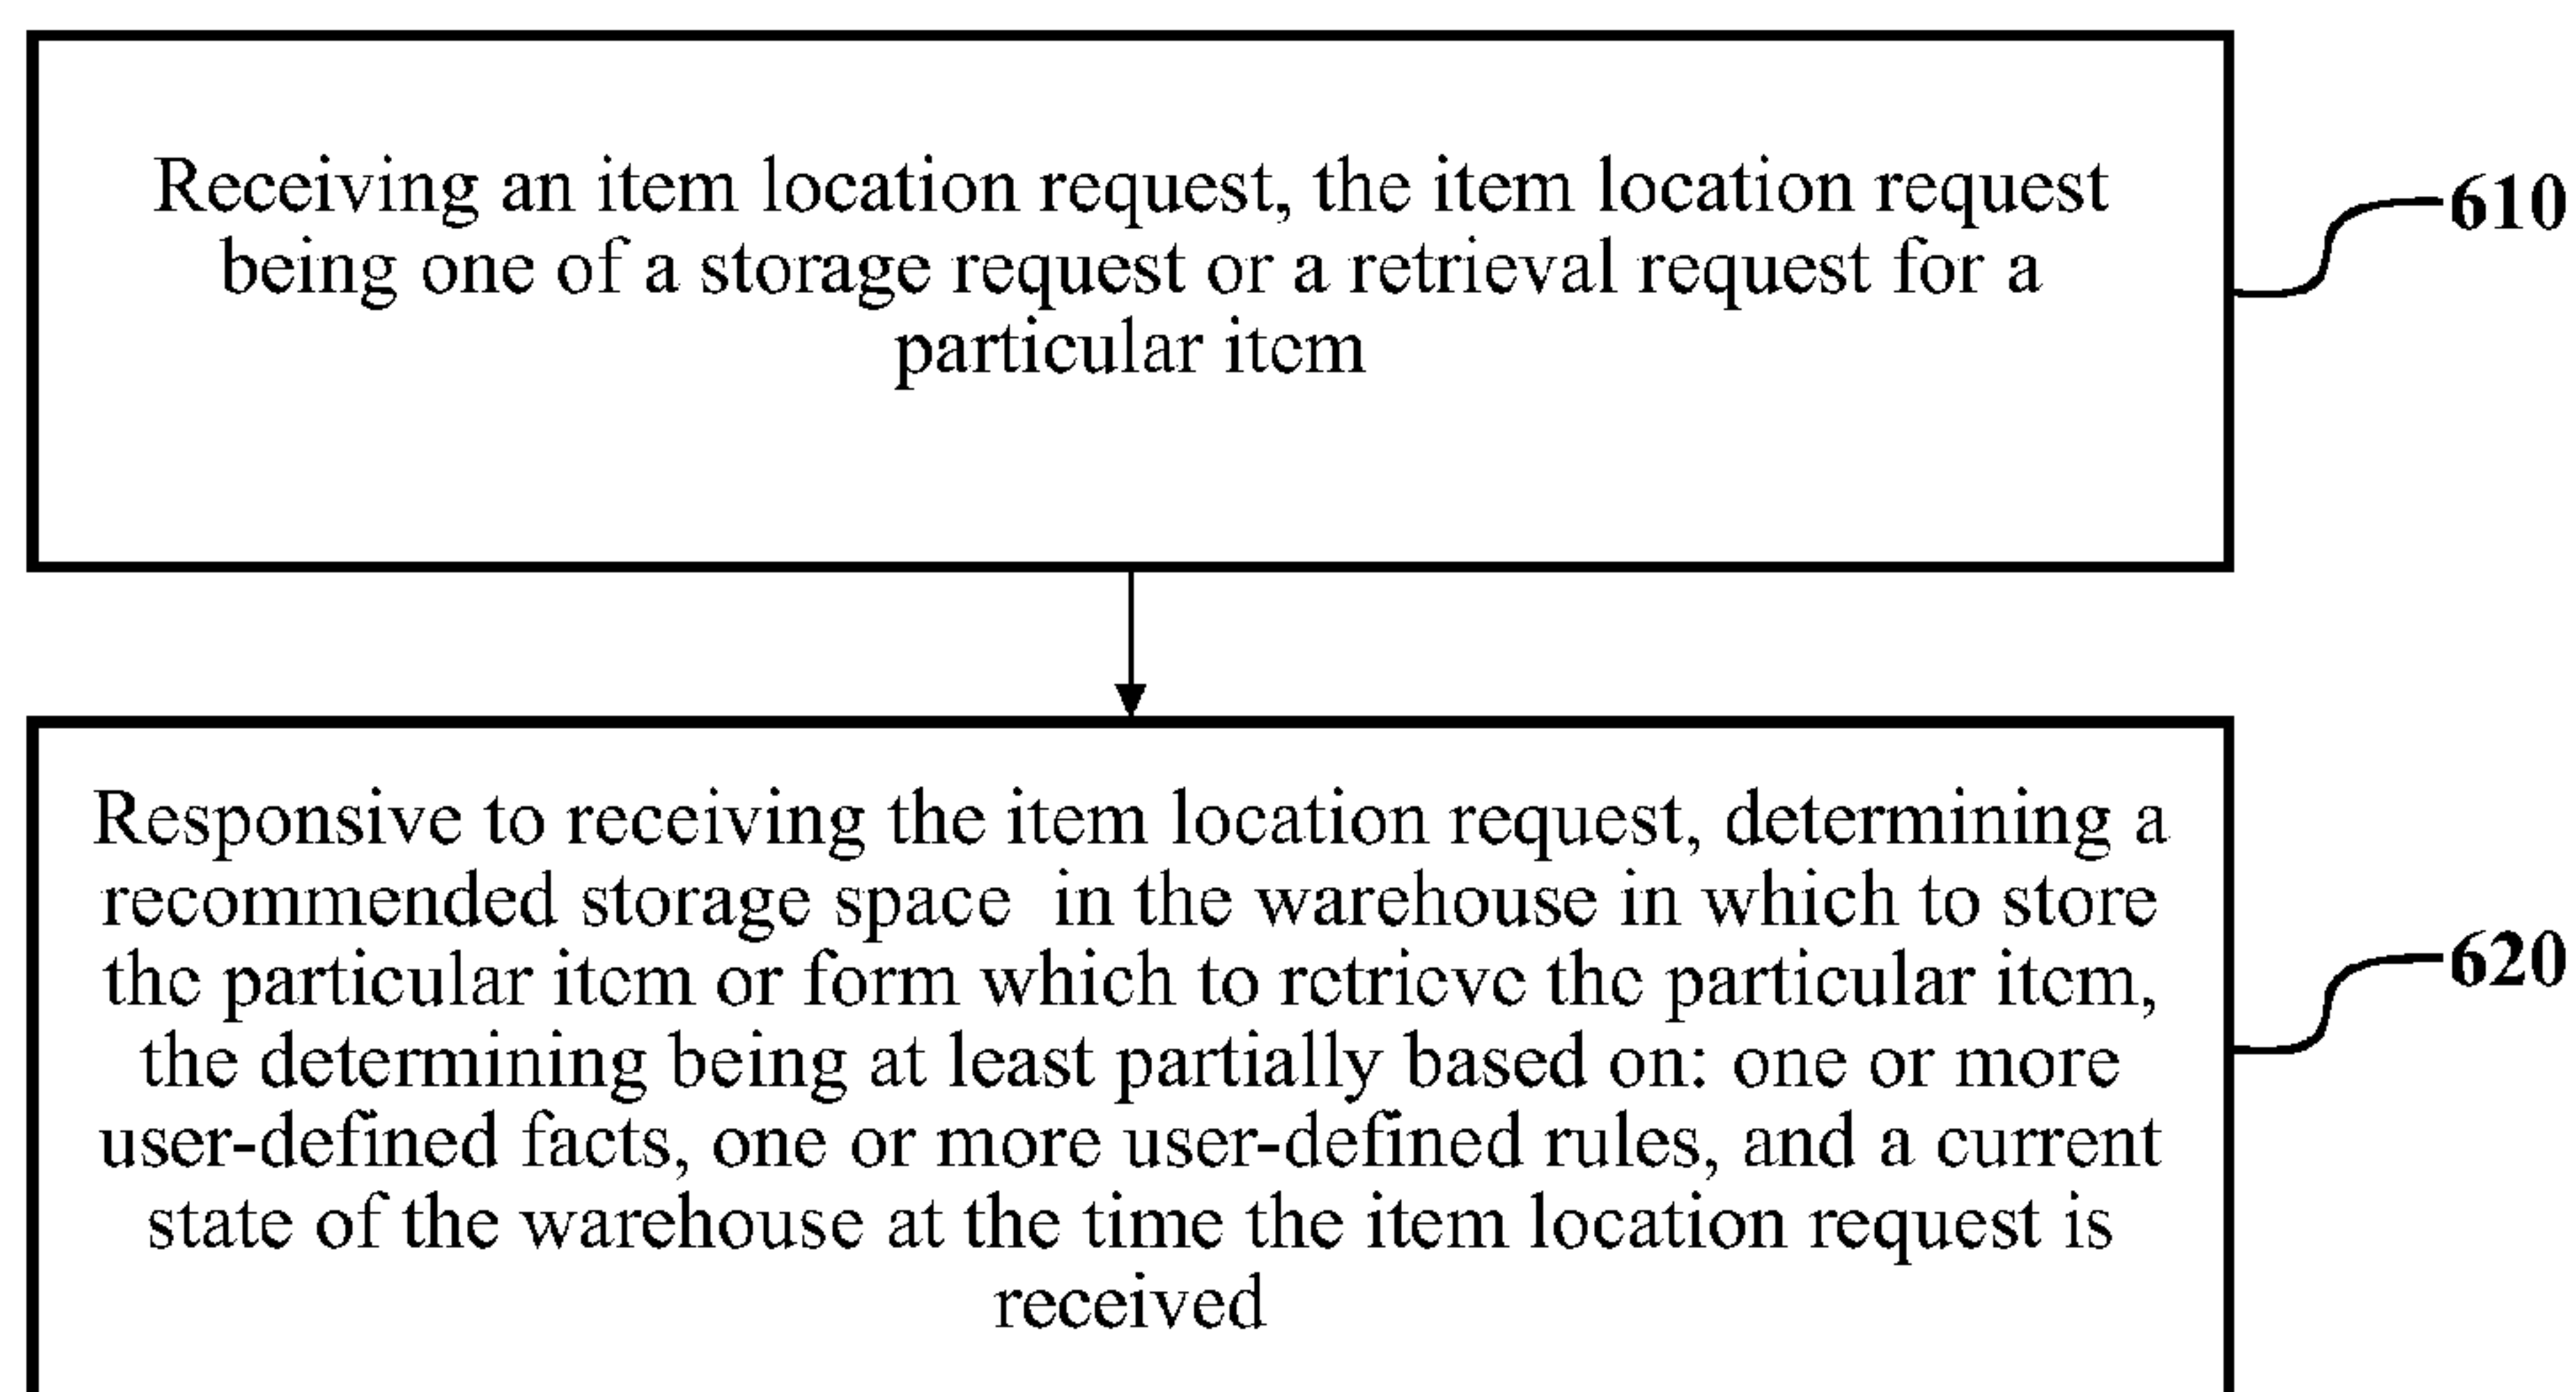 Receiving an item location request, the item location request
being one of a storage request or a retrieval request for a
particular item
610
Responsive to receiving the item location request, determining a
recommended storage space in the warehouse in which to store
the particular item or form which to retrieve the particular item,
the determining being at least partially based on: one or more
user-defined facts, one or more user-defined rules, and a current
state of the warehouse at the time the item location request is
received
620